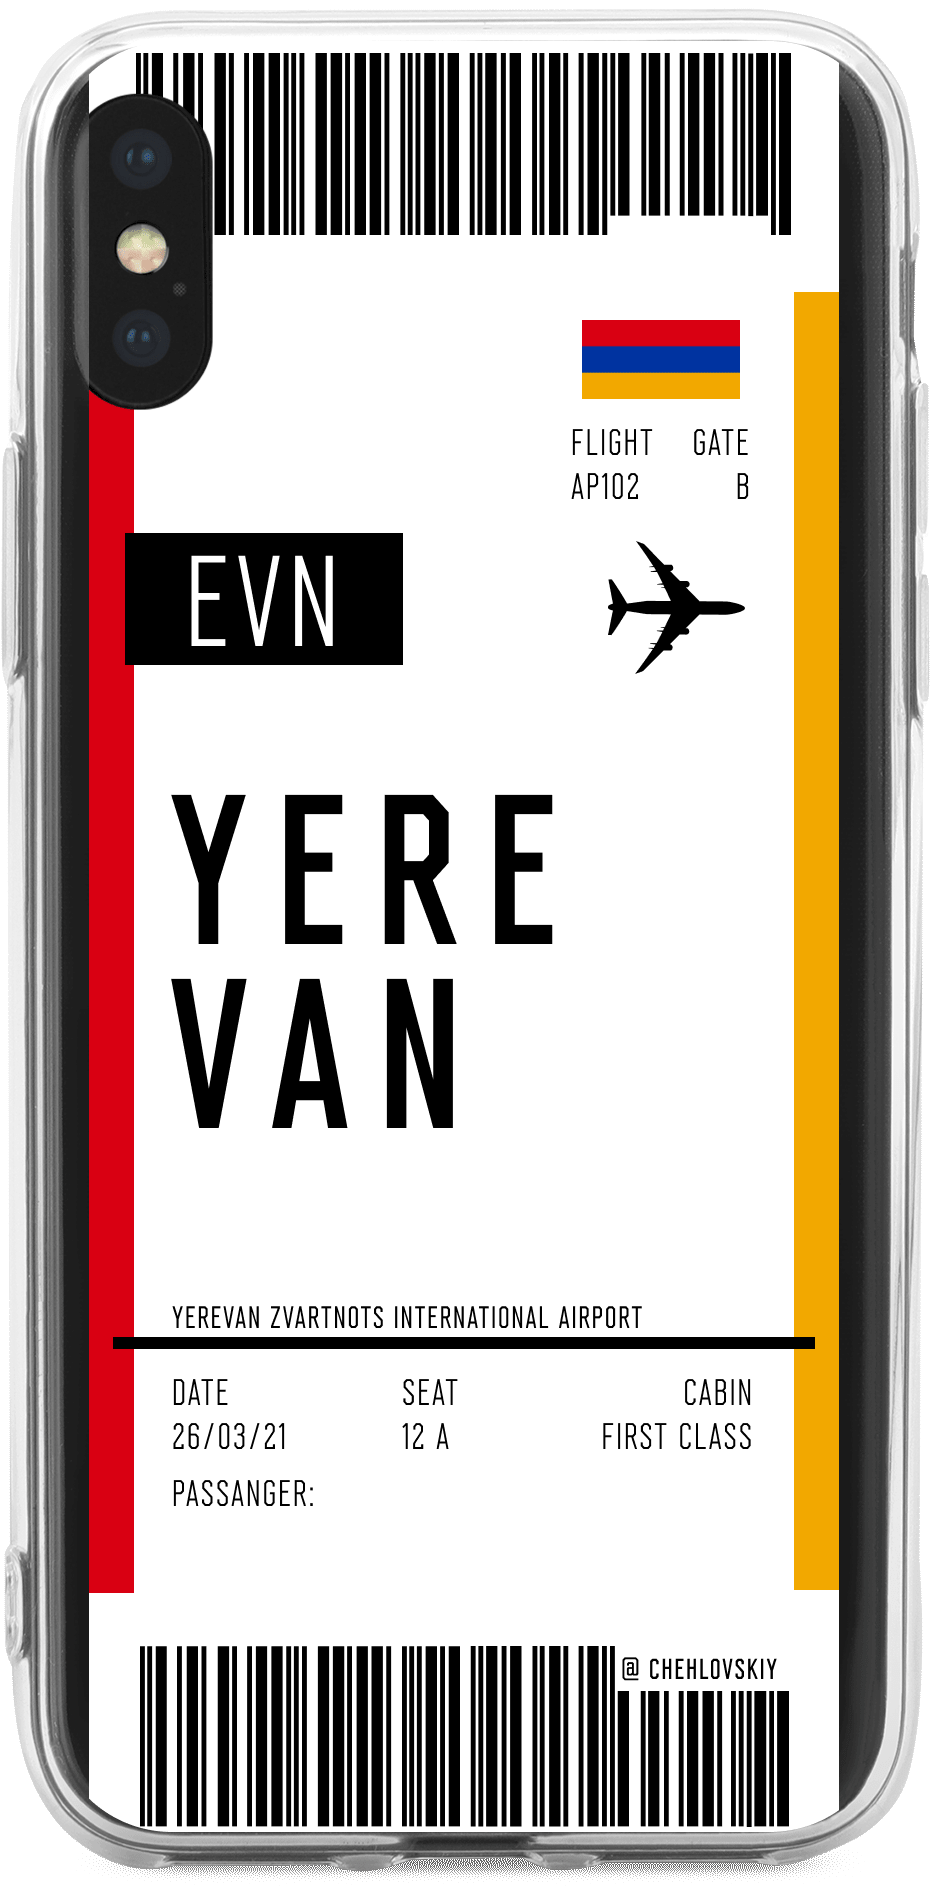 FLIGHT GATE
AP102 B
EVN
YERE
VAN
YEREVAN ZVARTNOTS INTERNATIONAL AIRPORT
DATE SEAT CABIN
26/03/21 12 A FIRST CLASS
PASSANGER:
@ CHEHLOVSKIY